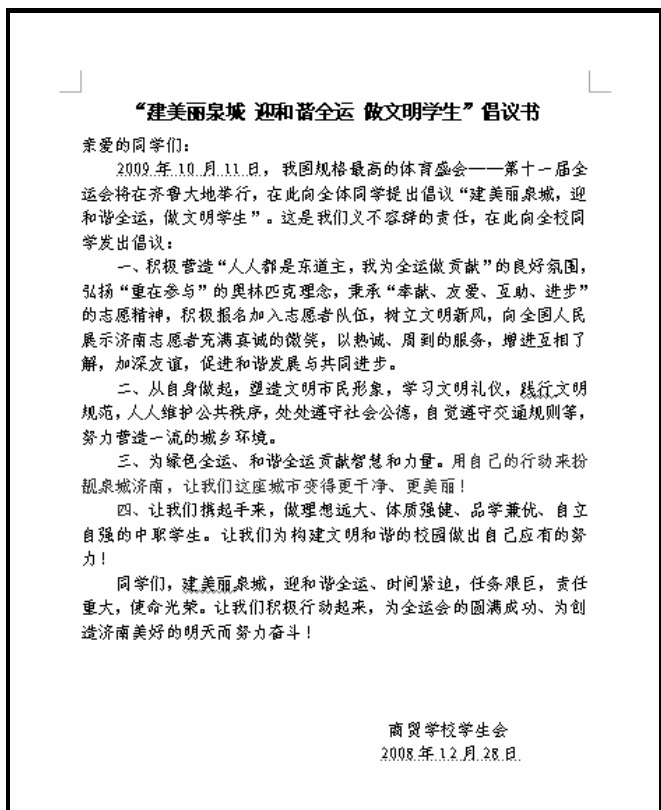 “建美丽泉城 迎和谐全运 做文明学生”倡议书
亲爱的同学们：
2009 年 10 月 11 日，我国规格最高的体育盛会——第十一届全
运会将在齐鲁大地举行，在此向全体同学提出倡议“建美丽泉城，迎
和谐全运，做文明学生”。这是我们义不容辞的责任，在此向全校同
学发出倡议：
一、积极营造“人人都是东道主，我为全运做贡献”的良好氛围，
弘扬“重在参与”的奥林匹克理念，秉承“奉献、友爱、互助、进步”
的志愿精神，积极报名加入志愿者队伍，树立文明新风，向全国人民
展示济南志愿者充满真诚的微笑，以热诚、周到的服务，增进互相了
解，加深友谊，促进和谐发展与共同进步。
二、从自身做起，塑造文明市民形象，学习文明礼仪，践行文明
规范，人人维护公共秩序，处处遵守社会公德，自觉遵守交通规则等，
努力营造一流的城乡环境。
三、为绿色全运、和谐全运贡献智慧和力量。用自己的行动来扮
靓泉城济南，让我们这座城市变得更干净、更美丽！
四、让我们携起手来，做理想远大、体质强健、品学兼优、自立
自强的中职学生。让我们为构建文明和谐的校园做出自己应有的努
力！
同学们，建美丽泉城，迎和谐全运、时间紧迫，任务艰巨，责任
重大，使命光荣。让我们积极行动起来，为全运会的圆满成功、为创
造济南美好的明天而努力奋斗！
商贸学校学生会
2008 年 12 月 28 日